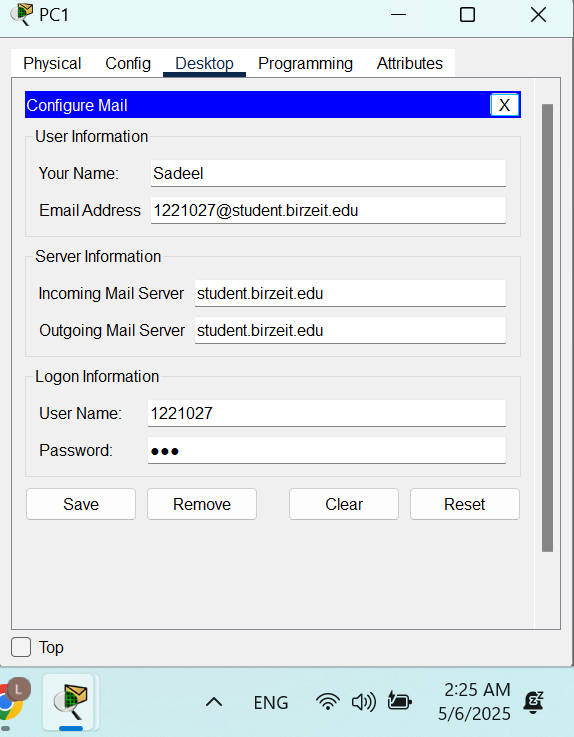 PC1
Physical Config Desktop Programming Attributes
Configure Mail X
User Information
Your Name: Sadeel
Email Address 1221027@student.birzeit.edu
Server Information
Incoming Mail Server student.birzeit.edu
Outgoing Mail Server student.birzeit.edu
Logon Information
User Name: 1221027
Password: ●●●
Save Remove Clear Reset
Top
L
ENG 2:25 AM
5/6/2025